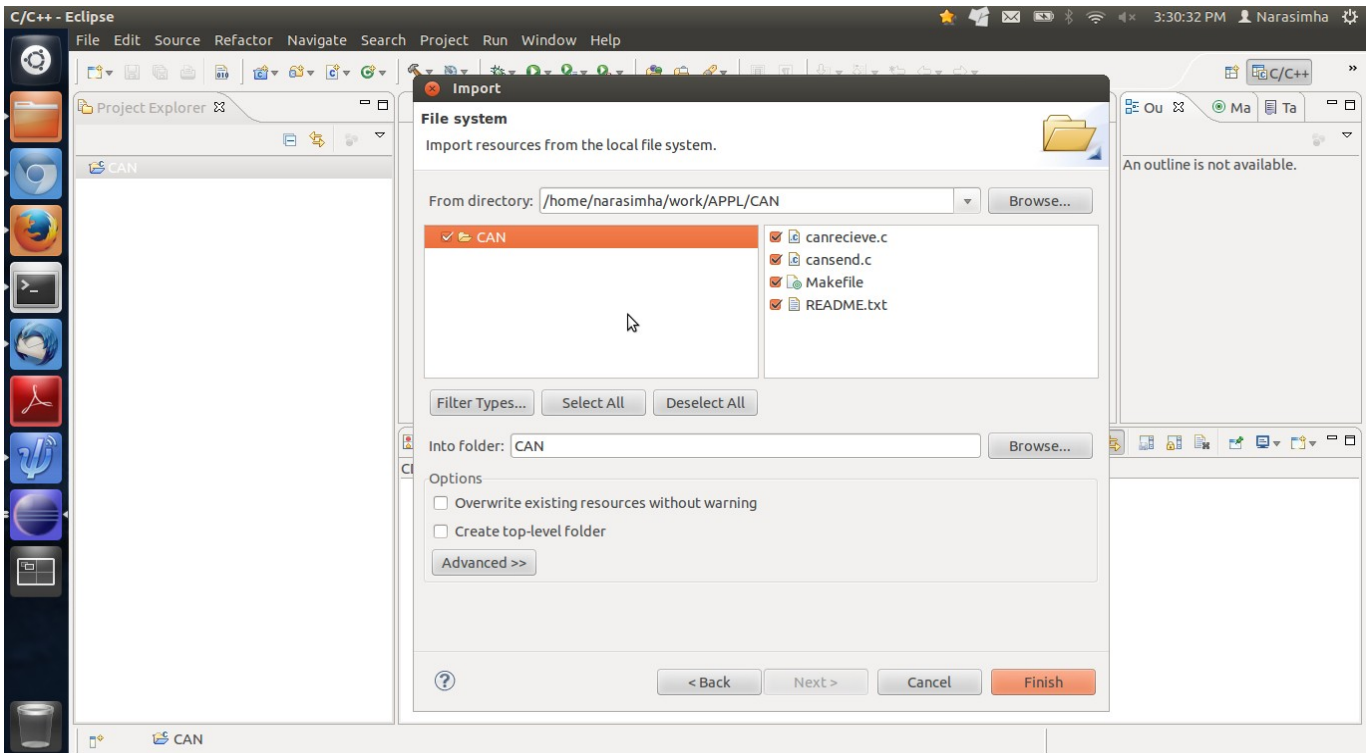 C/C++ - Eclipse
3:30:32 PM Narasimha
File Edit Source Refactor Navigate Search Project Run Window Help
C/C++ »
Import
Project Explorer
Ou Ma Ta
File system
Import resources from the local file system.
CAN
An outline is not available.
From directory: /home/narasimha/work/APPL/CAN Browse...
CAN
canrecieve.c
cansend.c
Makefile
README.txt
Filter Types... Select All Deselect All
Into folder: CAN Browse...
Options
Overwrite existing resources without warning
Create top-level folder
Advanced >>
? < Back Next > Cancel Finish
CAN